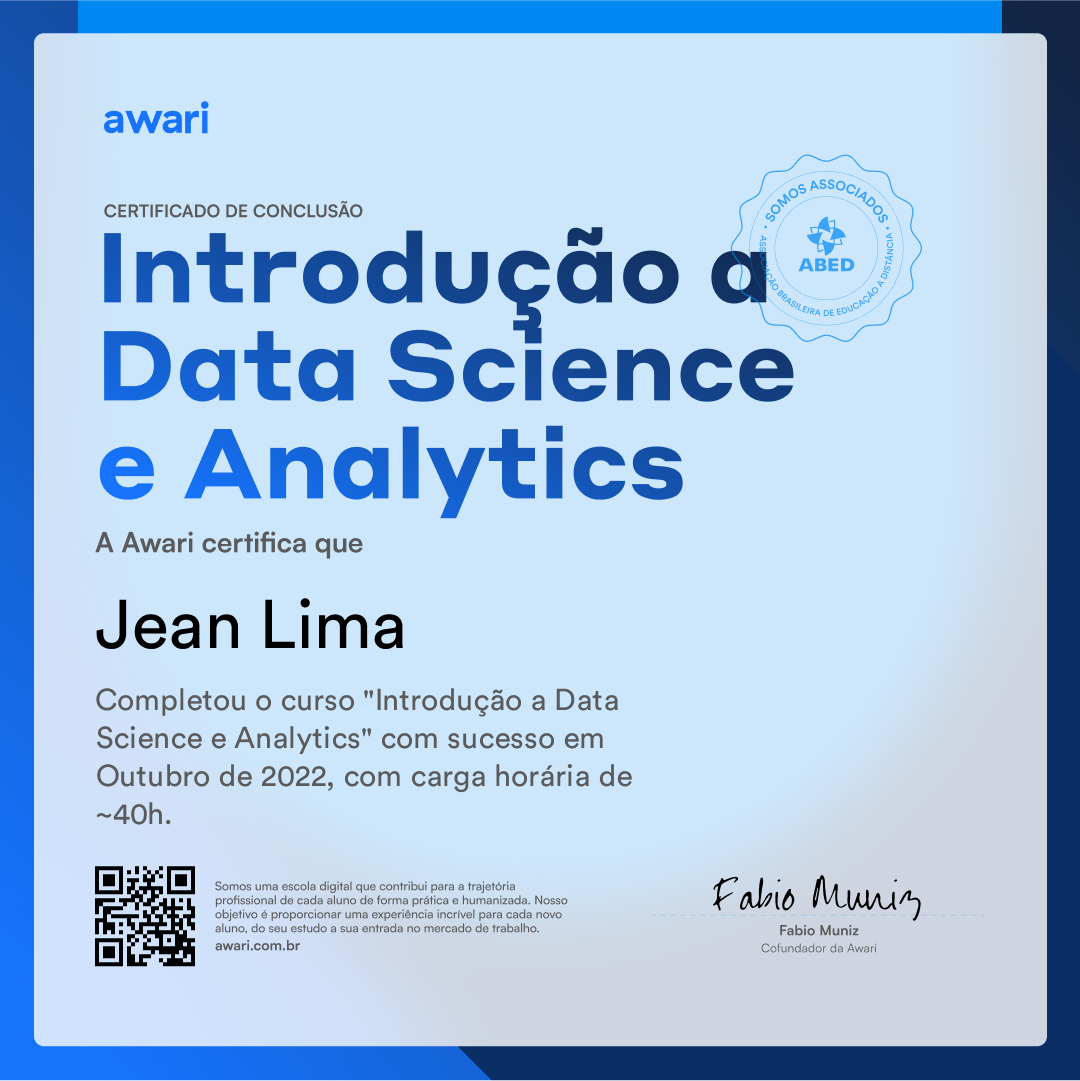 awari
CERTIFICADO DE CONCLUSÃO
Introdução a
Data Science
e Analytics
• SOMOS ASSOCIADOS •
ASSOCIAÇÃO BRASILEIRA DE EDUCAÇÃO A DISTÂNCIA
ABED
A Awari certifica que
Jean Lima
Completou o curso "Introdução a Data
Science e Analytics" com sucesso em
Outubro de 2022, com carga horária de
~40h.
Somos uma escola digital que contribui para a trajetória
profissional de cada aluno de forma prática e humanizada. Nosso
objetivo é proporcionar uma experiência incrível para cada novo
aluno, do seu estudo a sua entrada no mercado de trabalho.
awari.com.br
Fabio Muniz
Fabio Muniz
Cofundador da Awari